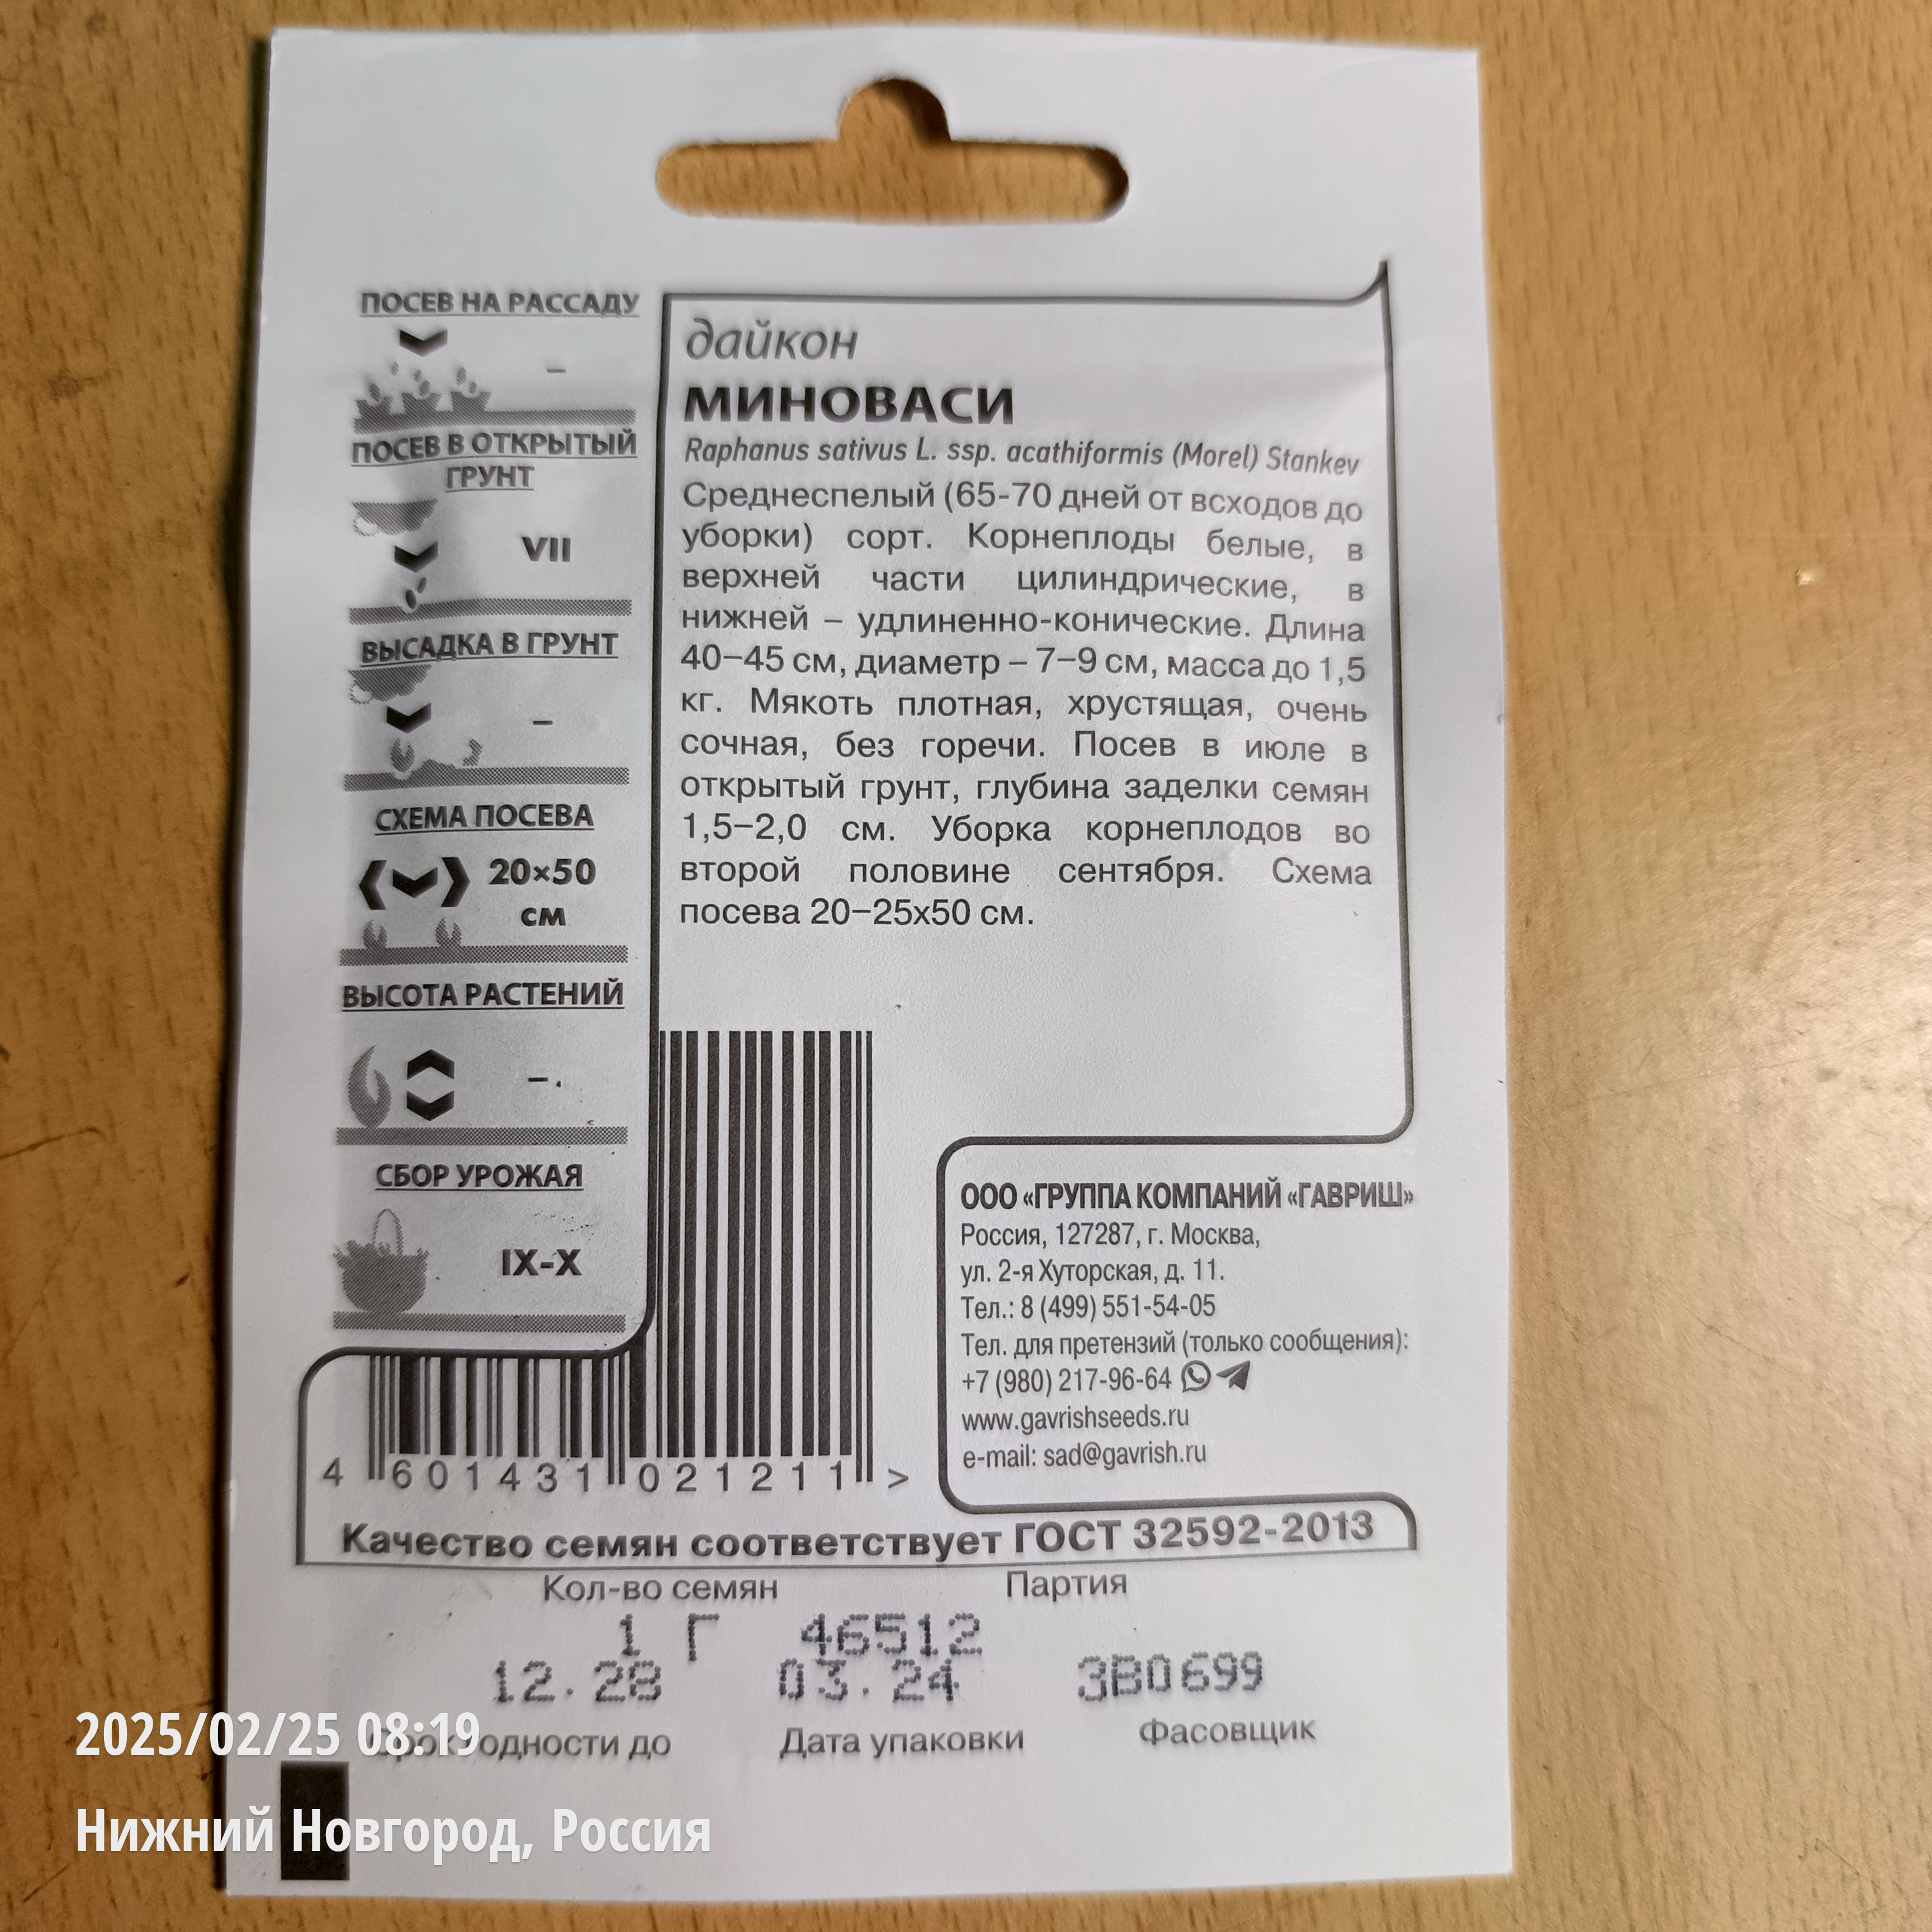 ПОСЕВ НА РАССАДУ
–
ПОСЕВ В ОТКРЫТЫЙ
ГРУНТ
VII
ВЫСАДКА В ГРУНТ
–
СХЕМА ПОСЕВА
20×50
см
ВЫСОТА РАСТЕНИЙ
–
СБОР УРОЖАЯ
IX-X
дайкон
МИНОВАСИ
Raphanus sativus L. ssp. acathiformis (Morel) Stankev
Среднеспелый (65-70 дней от всходов до
уборки) сорт. Корнеплоды белые, в
верхней части цилиндрические, в
нижней – удлиненно-конические. Длина
40–45 см, диаметр – 7–9 см, масса до 1,5
кг. Мякоть плотная, хрустящая, очень
сочная, без горечи. Посев в июле в
открытый грунт, глубина заделки семян
1,5–2,0 см. Уборка корнеплодов во
второй половине сентября. Схема
посева 20–25х50 см.
ООО «ГРУППА КОМПАНИЙ «ГАВРИШ»
Россия, 127287, г. Москва,
ул. 2-я Хуторская, д. 11.
Тел.: 8 (499) 551-54-05
Тел. для претензий (только сообщения):
+7 (980) 217-96-64
www.gavrishseeds.ru
e-mail: sad@gavrish.ru
4 601431 021211 >
Качество семян соответствует ГОСТ 32592-2013
Кол-во семян Партия
1 Г 46512
12.28 03.24 ЗВ0699
до Дата упаковки Фасовщик
2025/02/25 08:19
Нижний Новгород, Россия